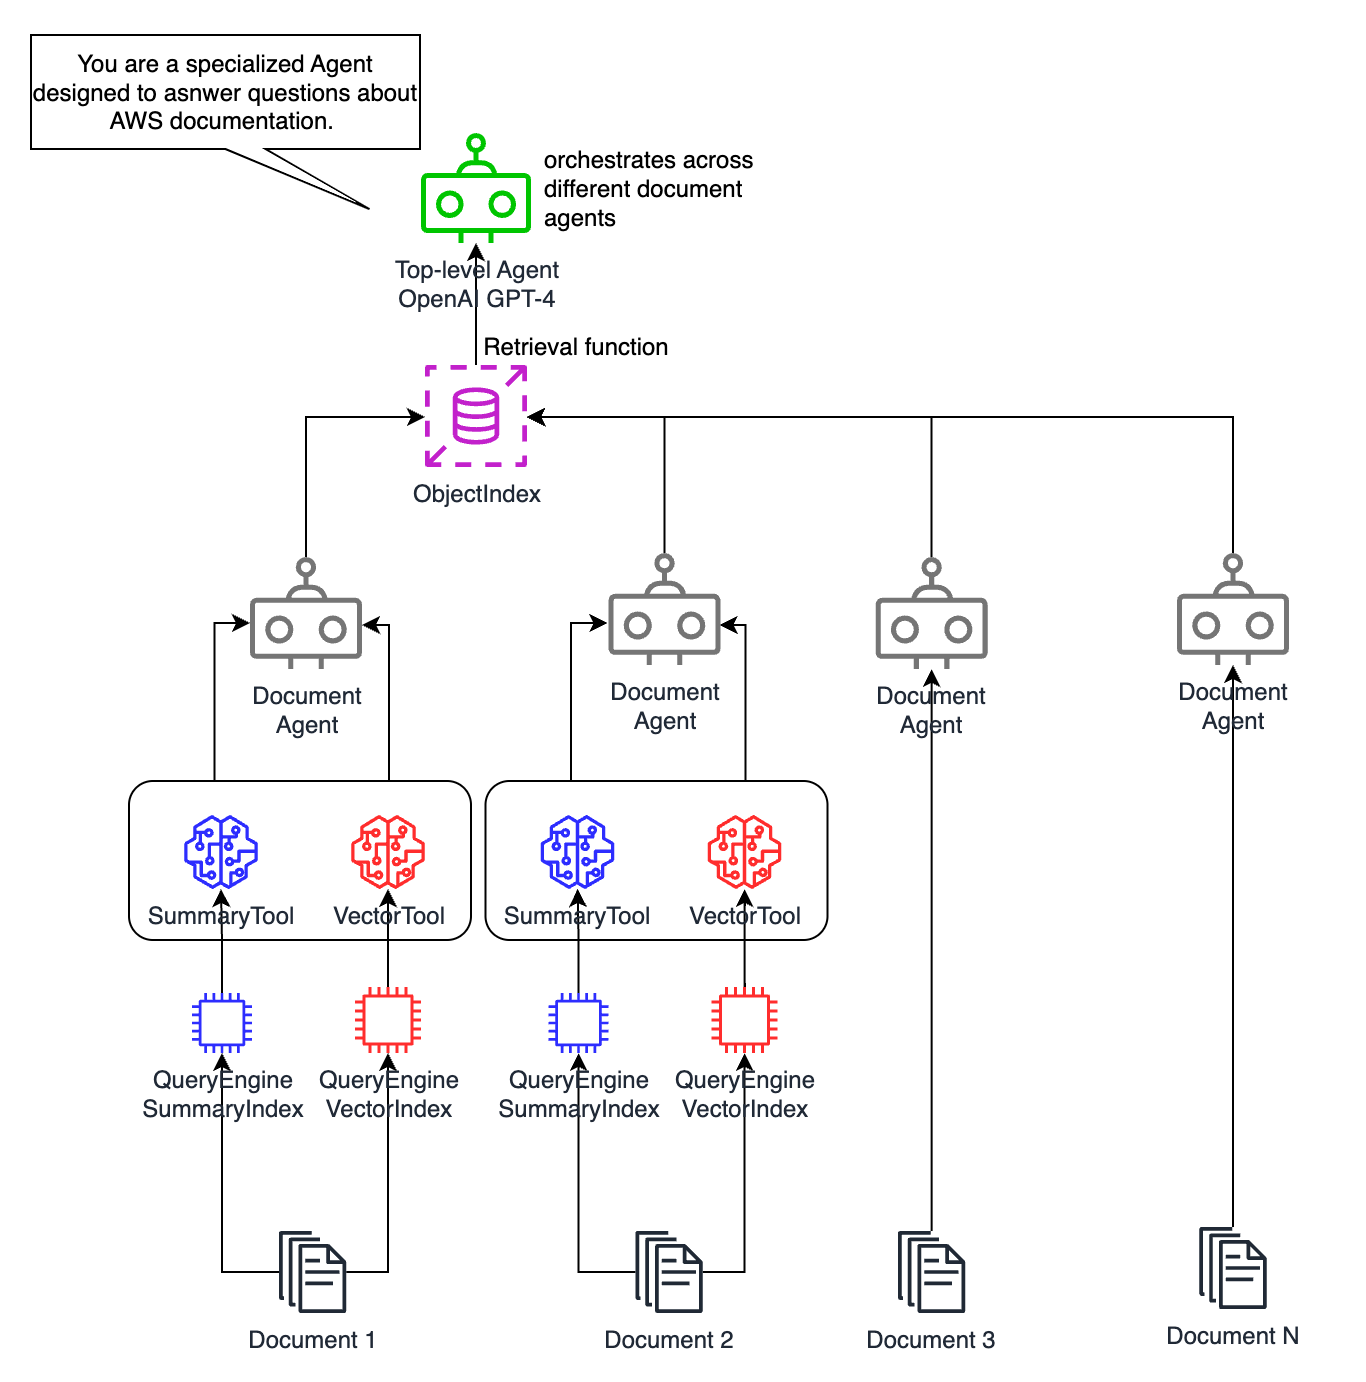 You are a specialized Agent
designed to asnwer questions about
AWS documentation.
orchestrates across
different document
agents
Top-level Agent
OpenAI GPT-4
Retrieval function
ObjectIndex
Document
Agent
Document
Agent
Document
Agent
Document
Agent
SummaryTool
VectorTool
SummaryTool
VectorTool
QueryEngine
SummaryIndex
QueryEngine
VectorIndex
QueryEngine
SummaryIndex
QueryEngine
VectorIndex
Document 1
Document 2
Document 3
Document N